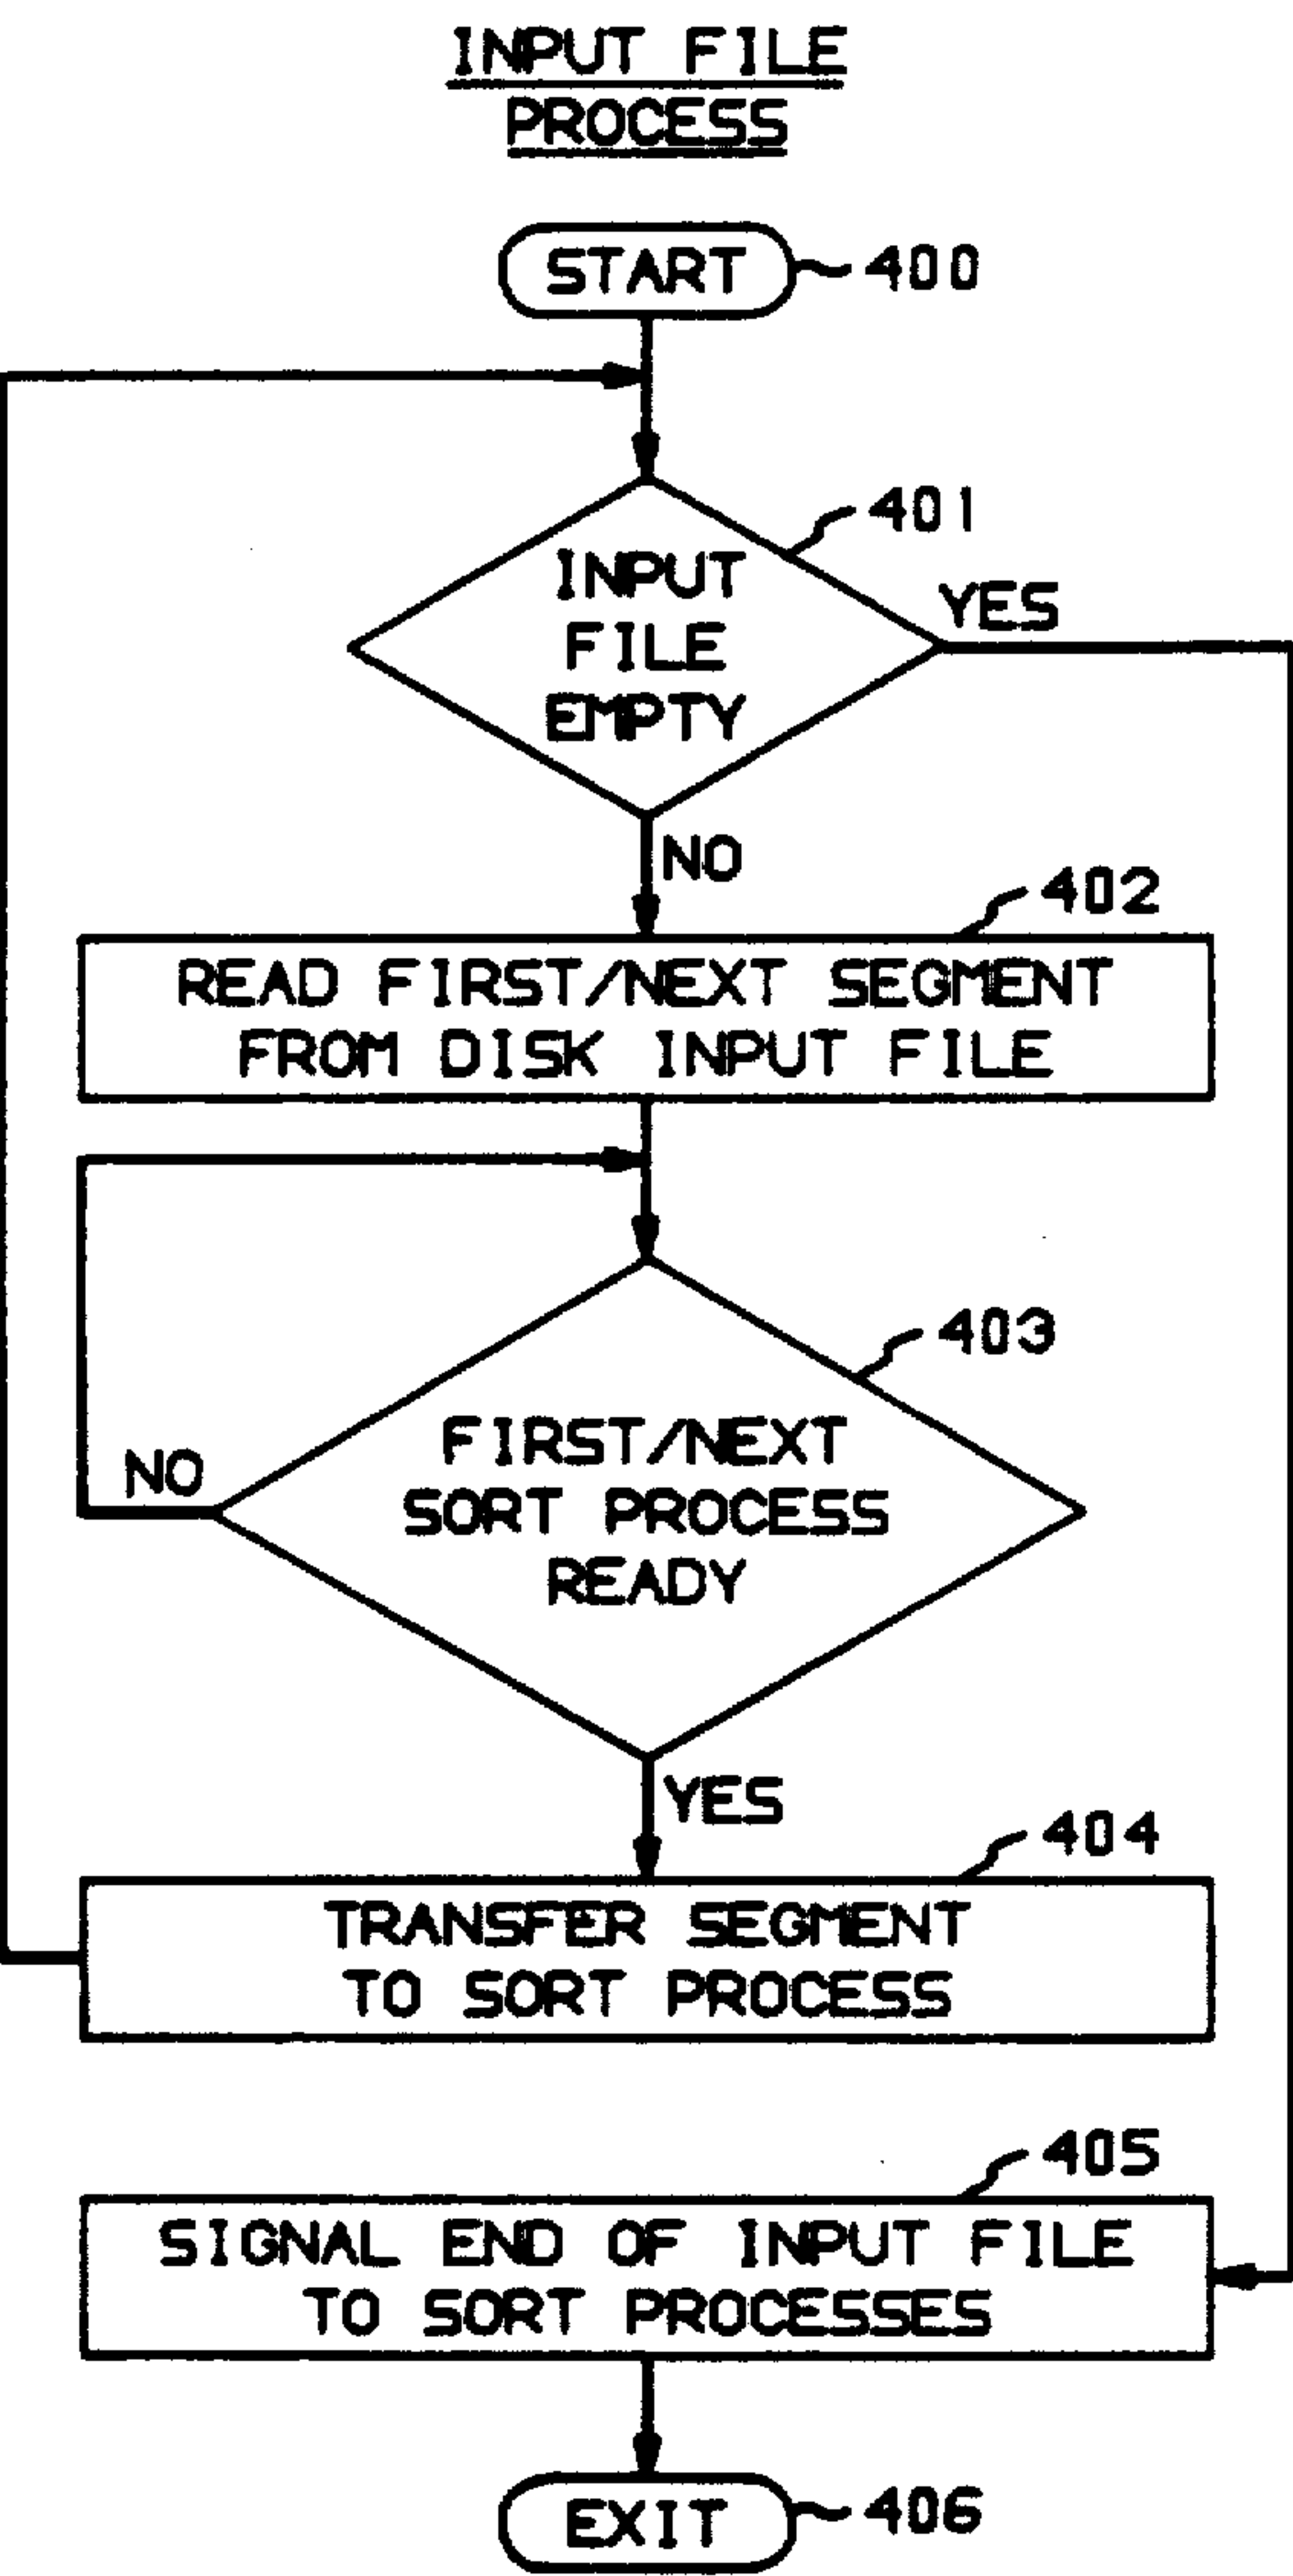 INPUT FILE
PROCESS
START
400
401
INPUT
FILE
EMPTY
YES
NO
402
READ FIRST/NEXT SEGMENT
FROM DISK INPUT FILE
403
FIRST/NEXT
SORT PROCESS
READY
NO
YES
404
TRANSFER SEGMENT
TO SORT PROCESS
405
SIGNAL END OF INPUT FILE
TO SORT PROCESSES
EXIT
406